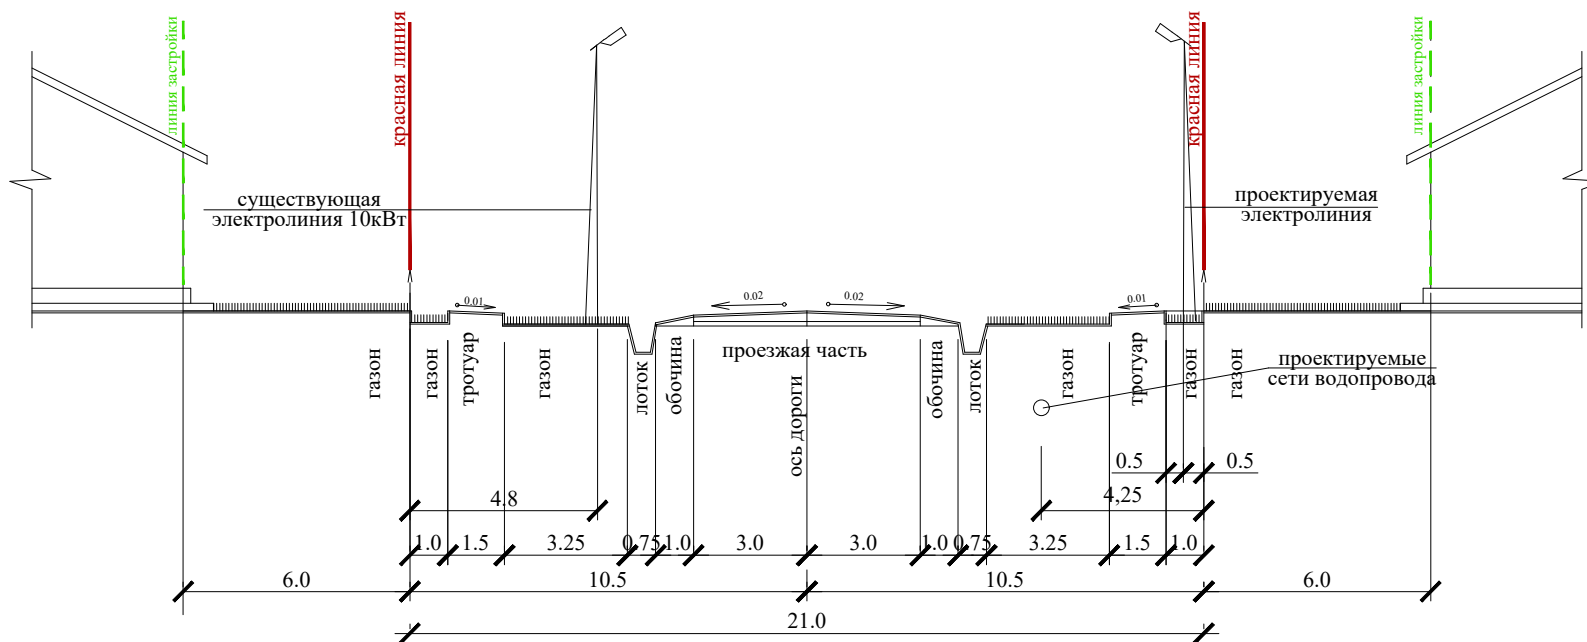 линия застройки
красная линия
красная линия
линия застройки
существующая
электролиния 10кВт
проектируемая
электролиния
0.01
0.02
0.02
0.01
газон
газон
тротуар
газон
лоток
обочина
проезжая часть
ось дороги
обочина
лоток
газон
тротуар
газон
газон
проектируемые
сети водопровода
0.5
0.5
4.8
4,25
1.0
1.5
3.25
0.75
1.0
3.0
3.0
1.0
0.75
3.25
1.5
1.0
6.0
10.5
10.5
6.0
21.0